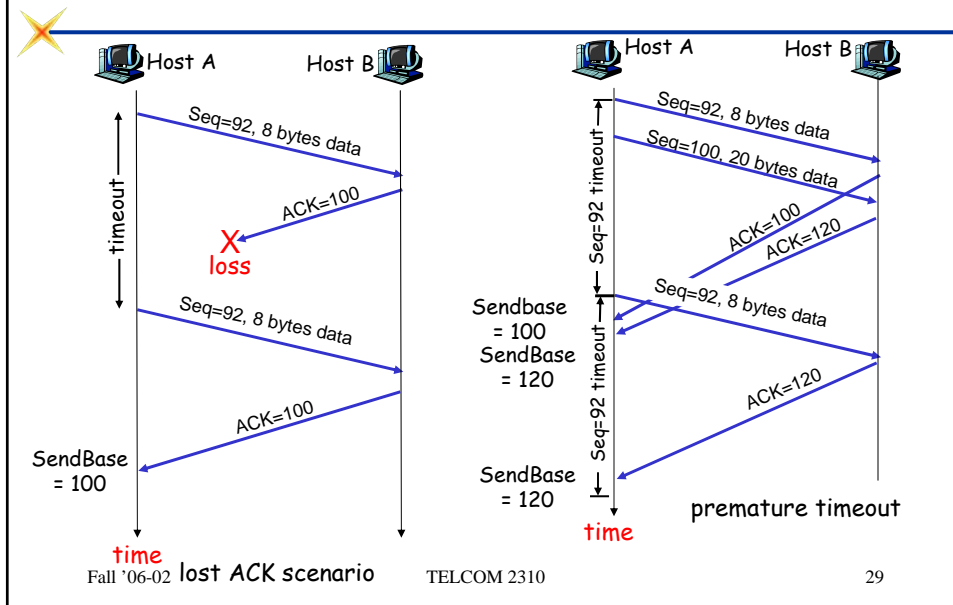 Host A
Host B
Seq=92, 8 bytes data
timeout
ACK=100
X
loss
Seq=92, 8 bytes data
ACK=100
SendBase
= 100
time
lost ACK scenario
Host A
Host B
Seq=92, 8 bytes data
Seq=100, 20 bytes data
Seq=92 timeout
ACK=100
ACK=120
Seq=92, 8 bytes data
Sendbase
= 100
SendBase
= 120
Seq=92 timeout
ACK=120
SendBase
= 120
premature timeout
time
Fall '06-02
TELCOM 2310
29